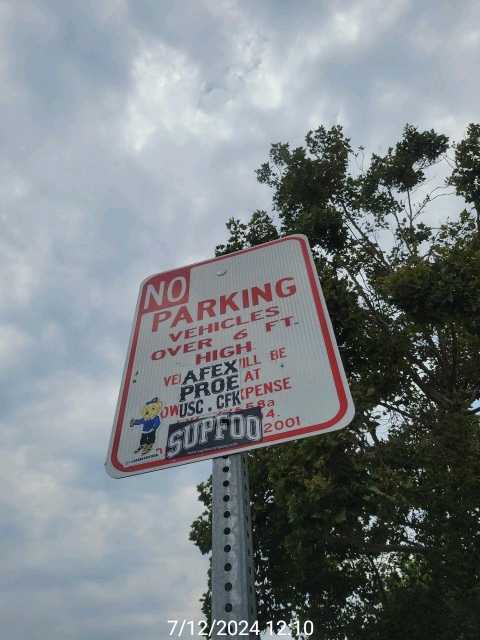 NO
PARKING
VEHICLES
OVER 6 FT.
HIGH
ILL BE
AFEX
AT
PROE
PENSE
USC . CFK
SUPFOO
2001
7/12/2024 12:10